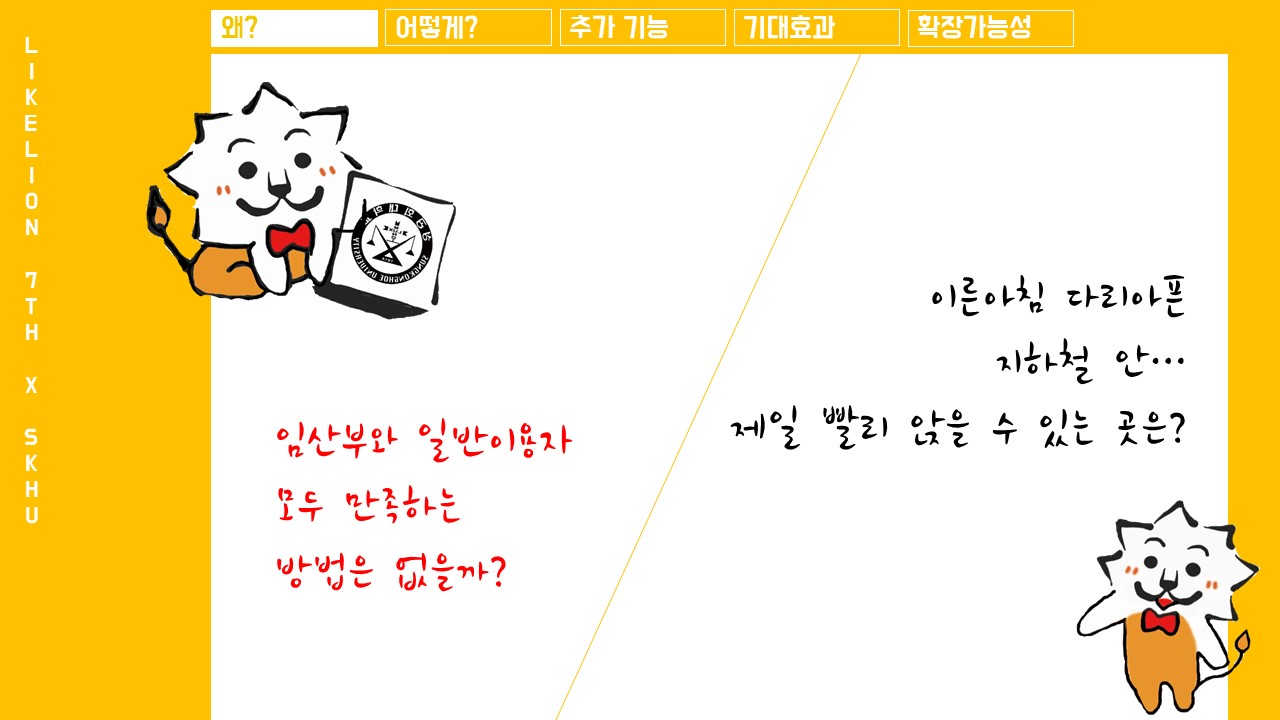 왜?
어떻게?
추가 기능
기대효과
확장가능성
LIKELION 7TH X SKHU
임산부와 일반이용자
모두 만족하는
방법은 없을까?
이른아침 다리아픈
지하철 안…
제일 빨리 앉을 수 있는 곳은?
SUNGKONGHOE UNIVERSITY